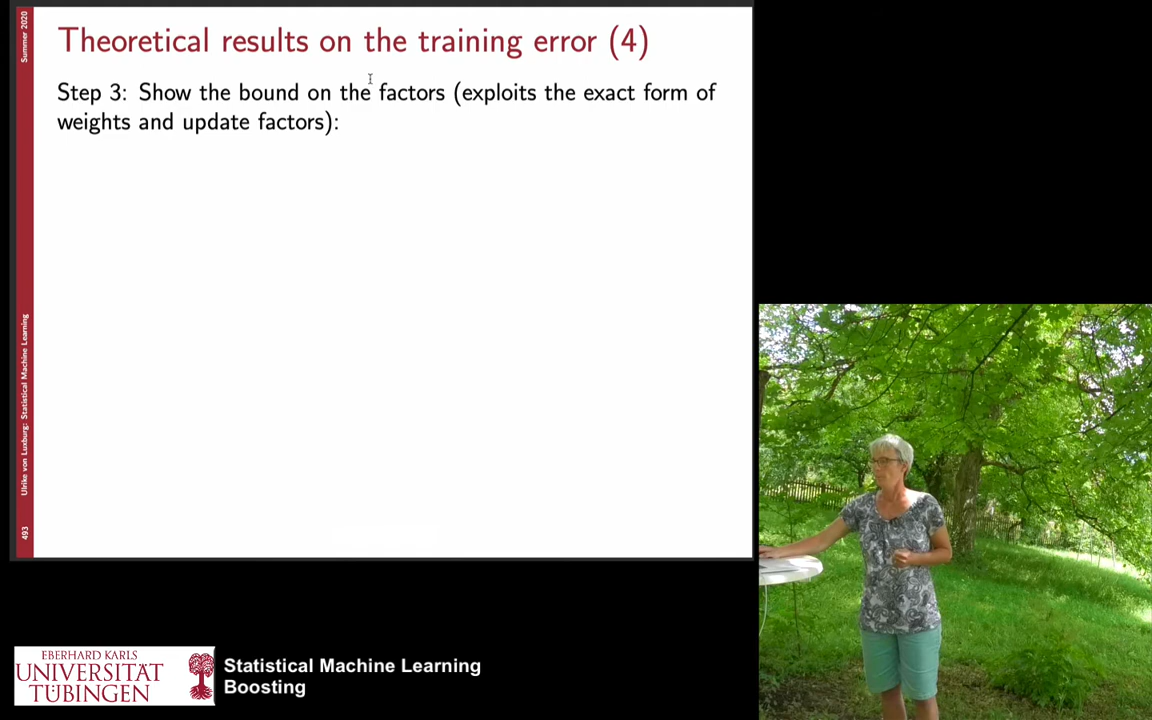 Summer 2020
Theoretical results on the training error (4)
Step 3: Show the bound on the factors (exploits the exact form of
weights and update factors):
Ulrike von Luxburg: Statistical Machine Learning
493
EBERHARD KARLS
UNIVERSITÄT
TÜBINGEN
Statistical Machine Learning
Boosting